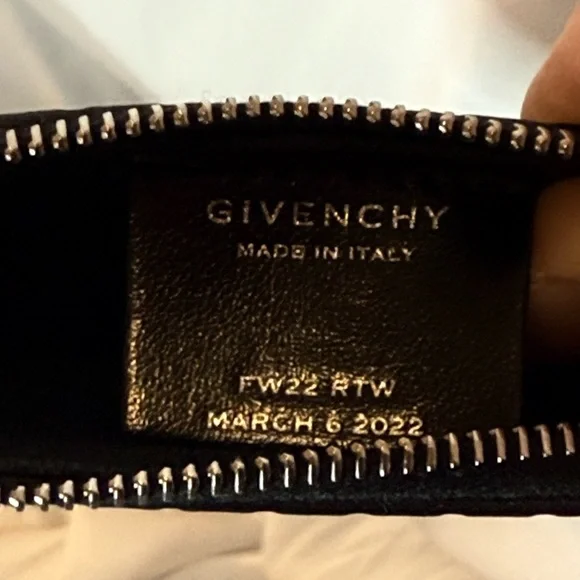 GIVENCHY
MADE IN ITALY
FW22 RTW
MARCH 6 2022